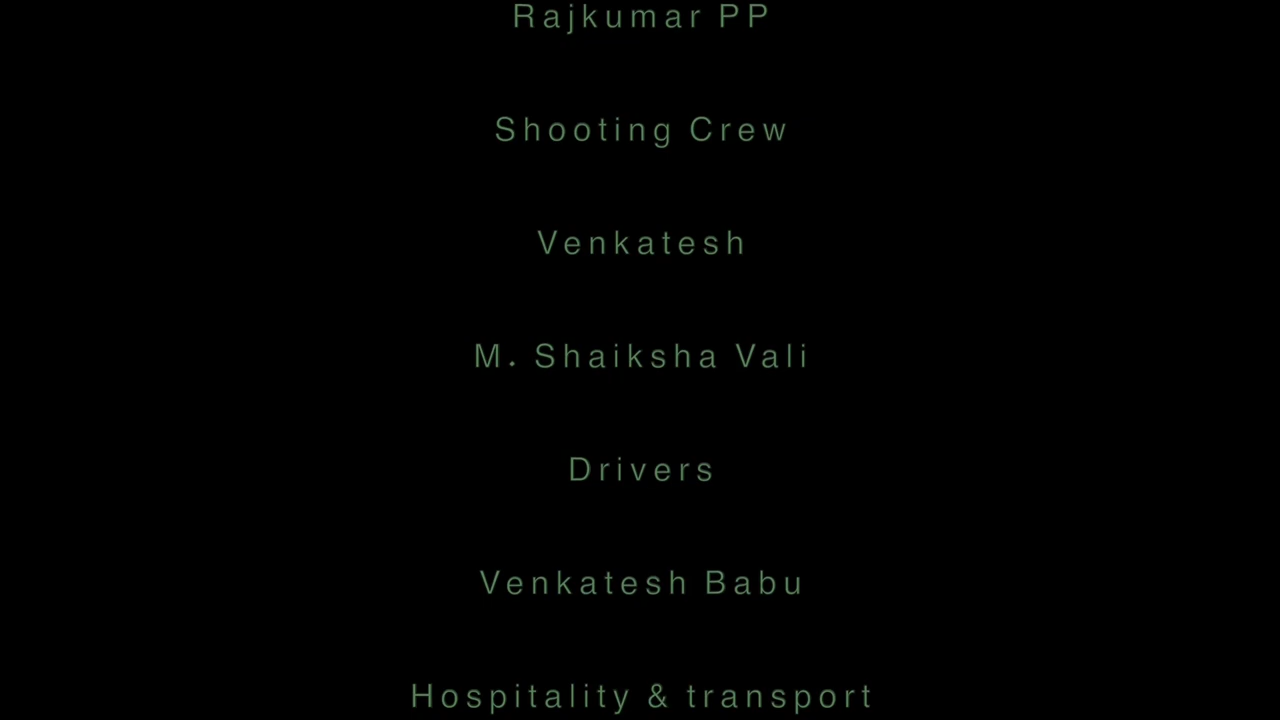 Rajkumar PP
Shooting Crew
Venkatesh
M. Shaiksha Vali
Drivers
Venkatesh Babu
Hospitality & transport